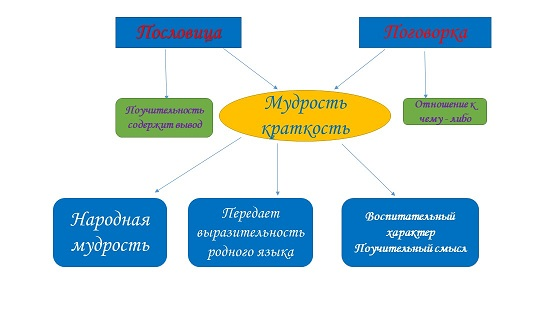 Пословица
Поговорка
Поучительность
содержит вывод
Мудрость
краткость
Отношение к
чему - либо
Народная
мудрость
Передает
выразительность
родного языка
Воспитательный
характер
Поучительный смысл